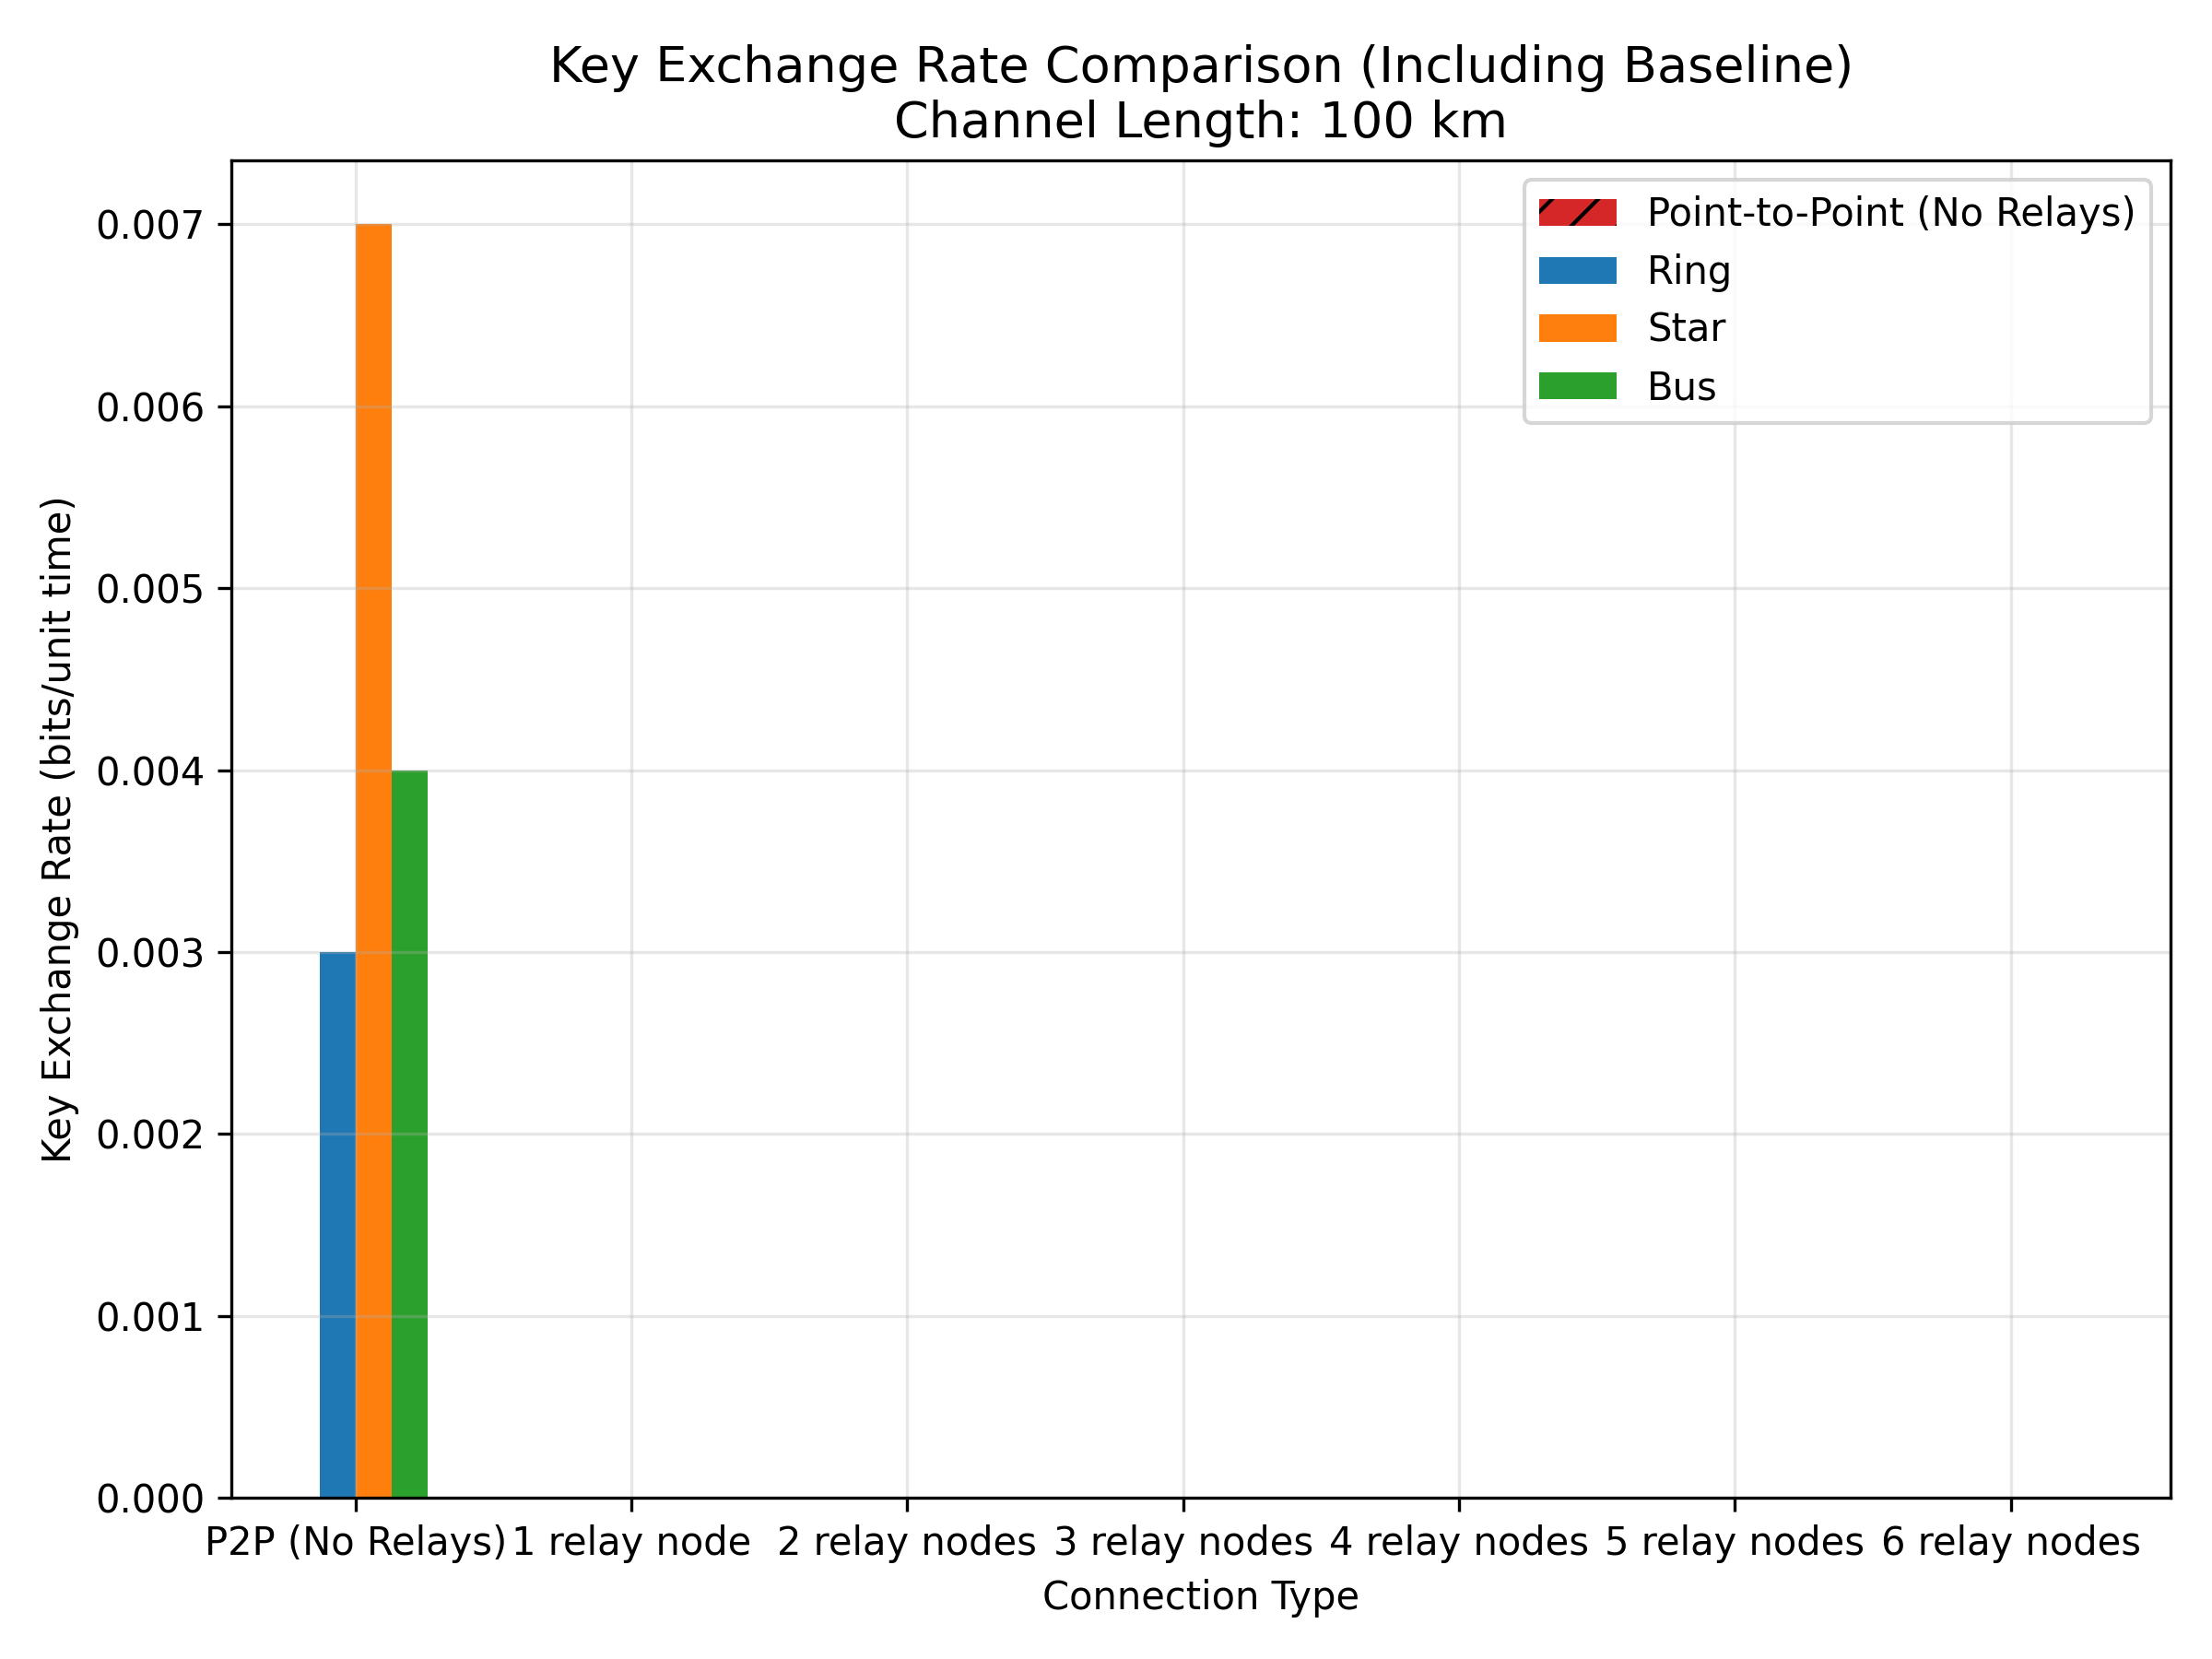 Key Exchange Rate Comparison (Including Baseline)
Channel Length: 100 km
Point-to-Point (No Relays)
Ring
Star
Bus
Key Exchange Rate (bits/unit time)
0.007
0.006
0.005
0.004
0.003
0.002
0.001
0.000
P2P (No Relays) 1 relay node 2 relay nodes 3 relay nodes 4 relay nodes 5 relay nodes 6 relay nodes
Connection Type